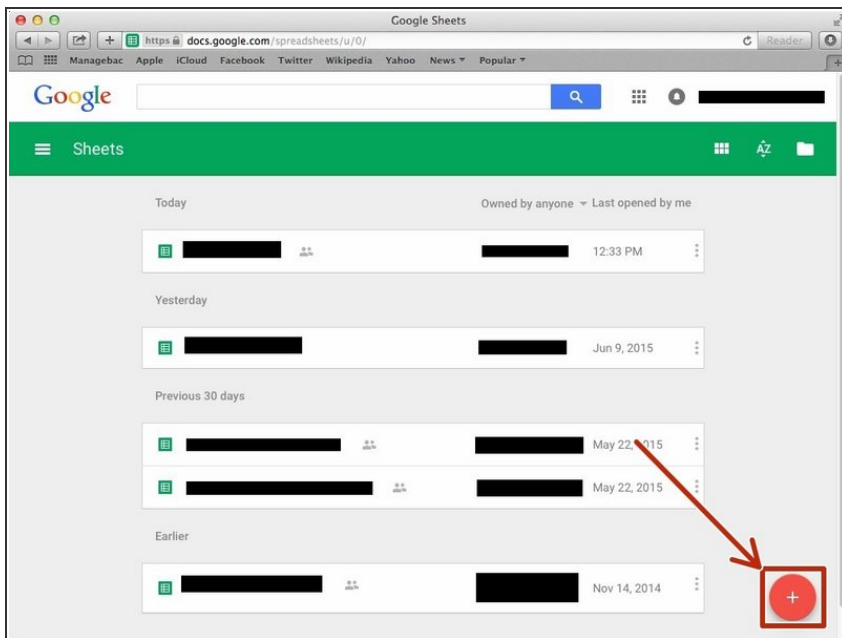 Google Sheets
https docs.google.com/spreadsheets/u/0/
Reader
Managebac Apple iCloud Facebook Twitter Wikipedia Yahoo News Popular
Google
Sheets
AZ
Today Owned by anyone Last opened by me
12:33 PM
Yesterday
Jun 9, 2015
Previous 30 days
May 22, 2015
May 22, 2015
Earlier
Nov 14, 2014